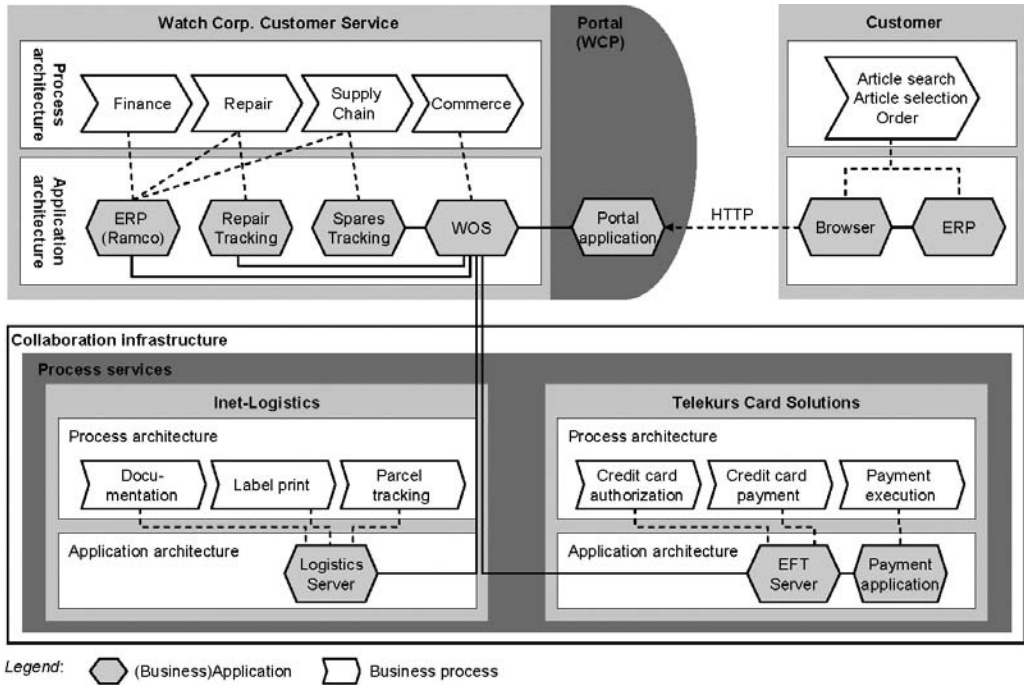 Watch Corp. Customer Service
Portal
(WCP)
Customer
Process
architecture
Finance
Repair
Supply
Chain
Commerce
Article search
Article selection
Order
Application
architecture
ERP
(Ramco)
Repair
Tracking
Spares
Tracking
WOS
Portal
application
HTTP
Browser
ERP
Collaboration infrastructure
Process services
Inet-Logistics
Process architecture
Docu-
mentation
Label print
Parcel
tracking
Application architecture
Logistics
Server
Telekurs Card Solutions
Process architecture
Credit card
authorization
Credit card
payment
Payment
execution
Application architecture
EFT
Server
Payment
application
Legend:
(Business)Application
Business process